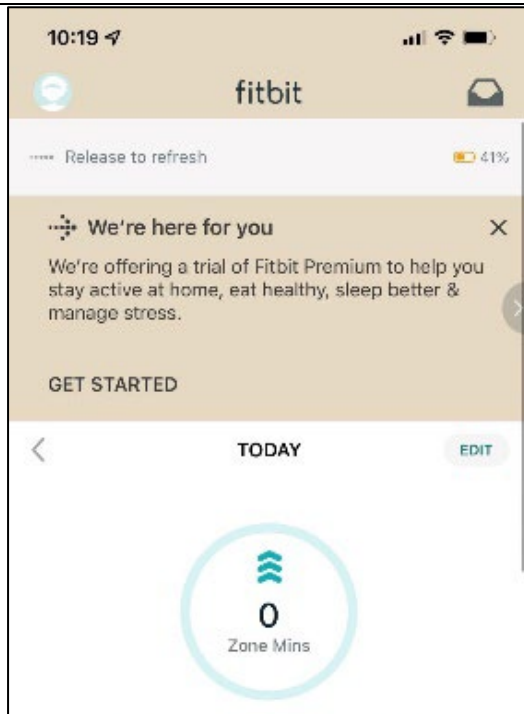 10:19
fitbit
Release to refresh
41%
We're here for you
We're offering a trial of Fitbit Premium to help you
stay active at home, eat healthy, sleep better &
manage stress.
GET STARTED
TODAY
EDIT
0
Zone Mins